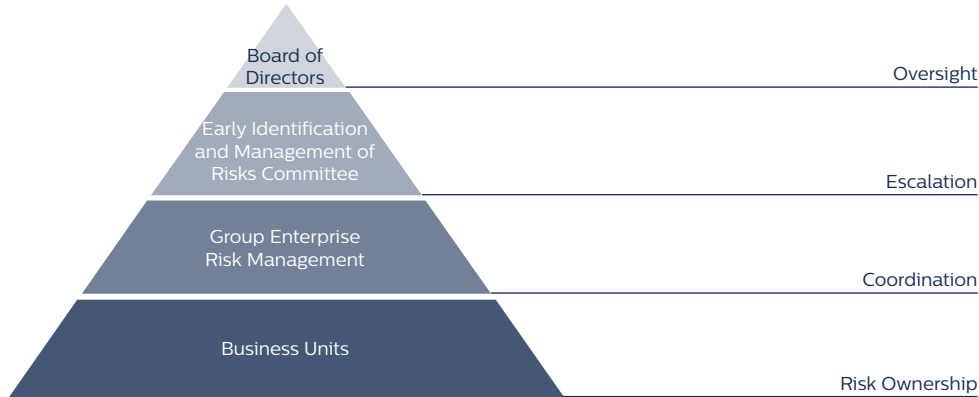 Board of
Directors
Oversight
Early Identification
and Management of
Risks Committee
Escalation
Group Enterprise
Risk Management
Coordination
Business Units
Risk Ownership